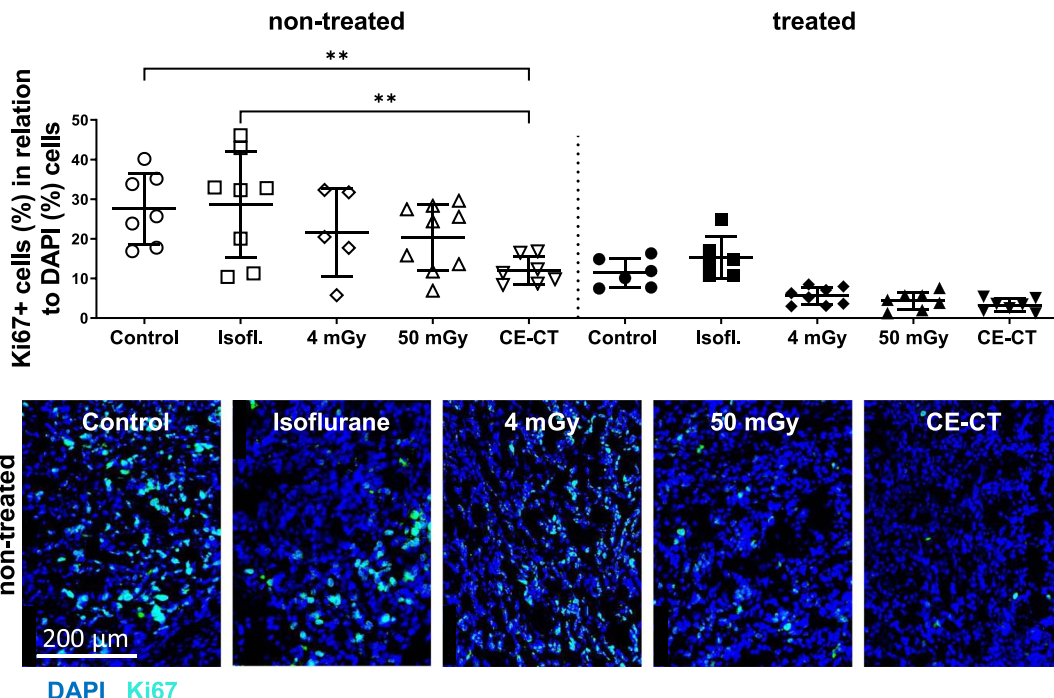 non-treated
treated
**
**
Ki67+ cells (%) in relation
to DAPI (%) cells
50
40
30
20
10
0
Control
Isofl.
4 mGy
50 mGy
CE-CT
Control
Isofl.
4 mGy
50 mGy
CE-CT
non-treated
Control
Isoflurane
4 mGy
50 mGy
CE-CT
200 µm
DAPI Ki67